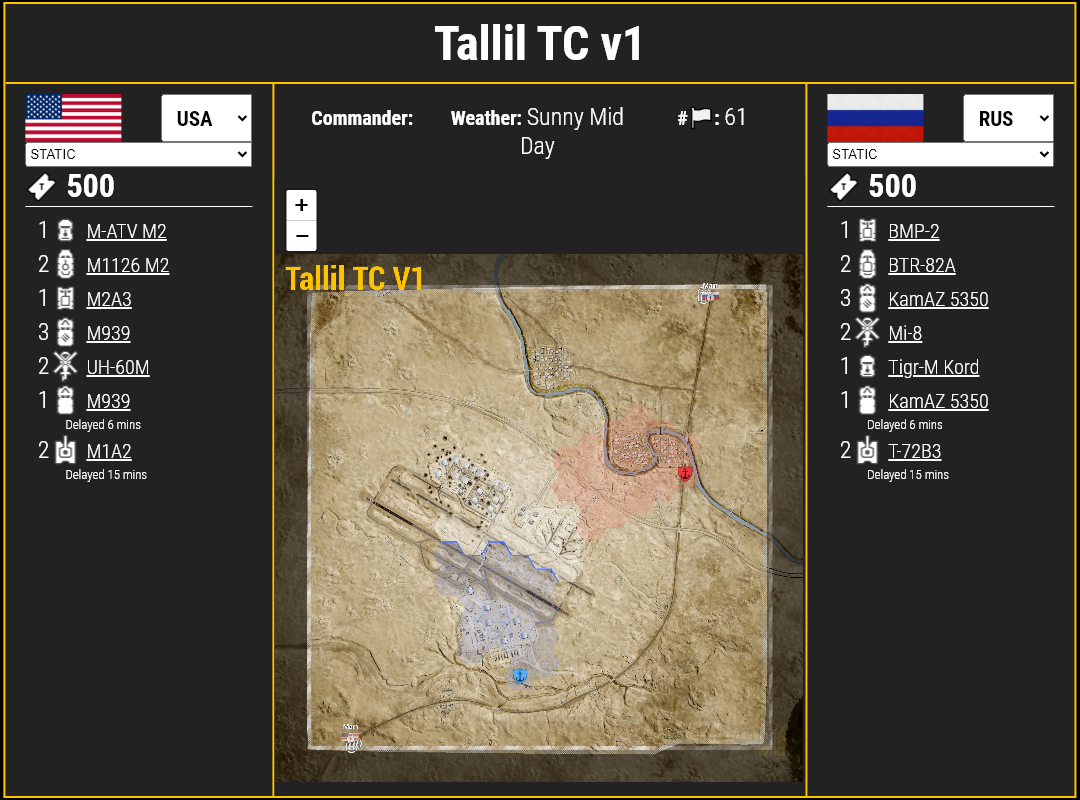 Tallil TC v1
USA
STATIC
500
1 M-ATV M2
2 M1126 M2
1 M2A3
3 M939
2 UH-60M
1 M939
Delayed 6 mins
2 M1A2
Delayed 15 mins
Commander:
Weather: Sunny Mid
Day
# : 61
+
−
Tallil TC V1
Main
Main
RUS
STATIC
500
1 BMP-2
2 BTR-82A
3 KamAZ 5350
2 Mi-8
1 Tigr-M Kord
1 KamAZ 5350
Delayed 6 mins
2 T-72B3
Delayed 15 mins